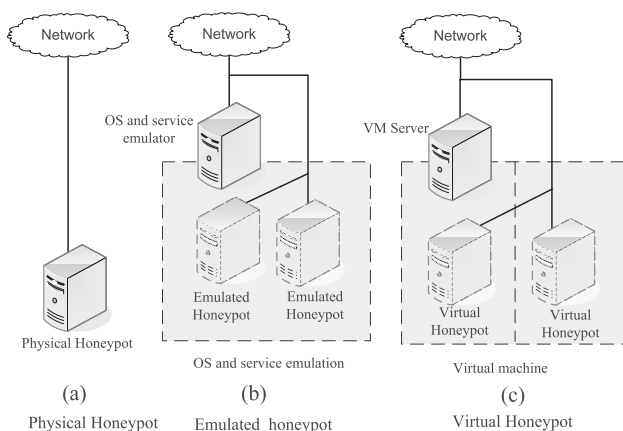 Network
Network
Network
OS and service
emulator
VM Server
Emulated
Honeypot
Emulated
Honeypot
Virtual
Honeypot
Virtual
Honeypot
Physical Honeypot
OS and service emulation
Virtual machine
(a)
(b)
(c)
Physical Honeypot
Emulated honeypot
Virtual Honeypot